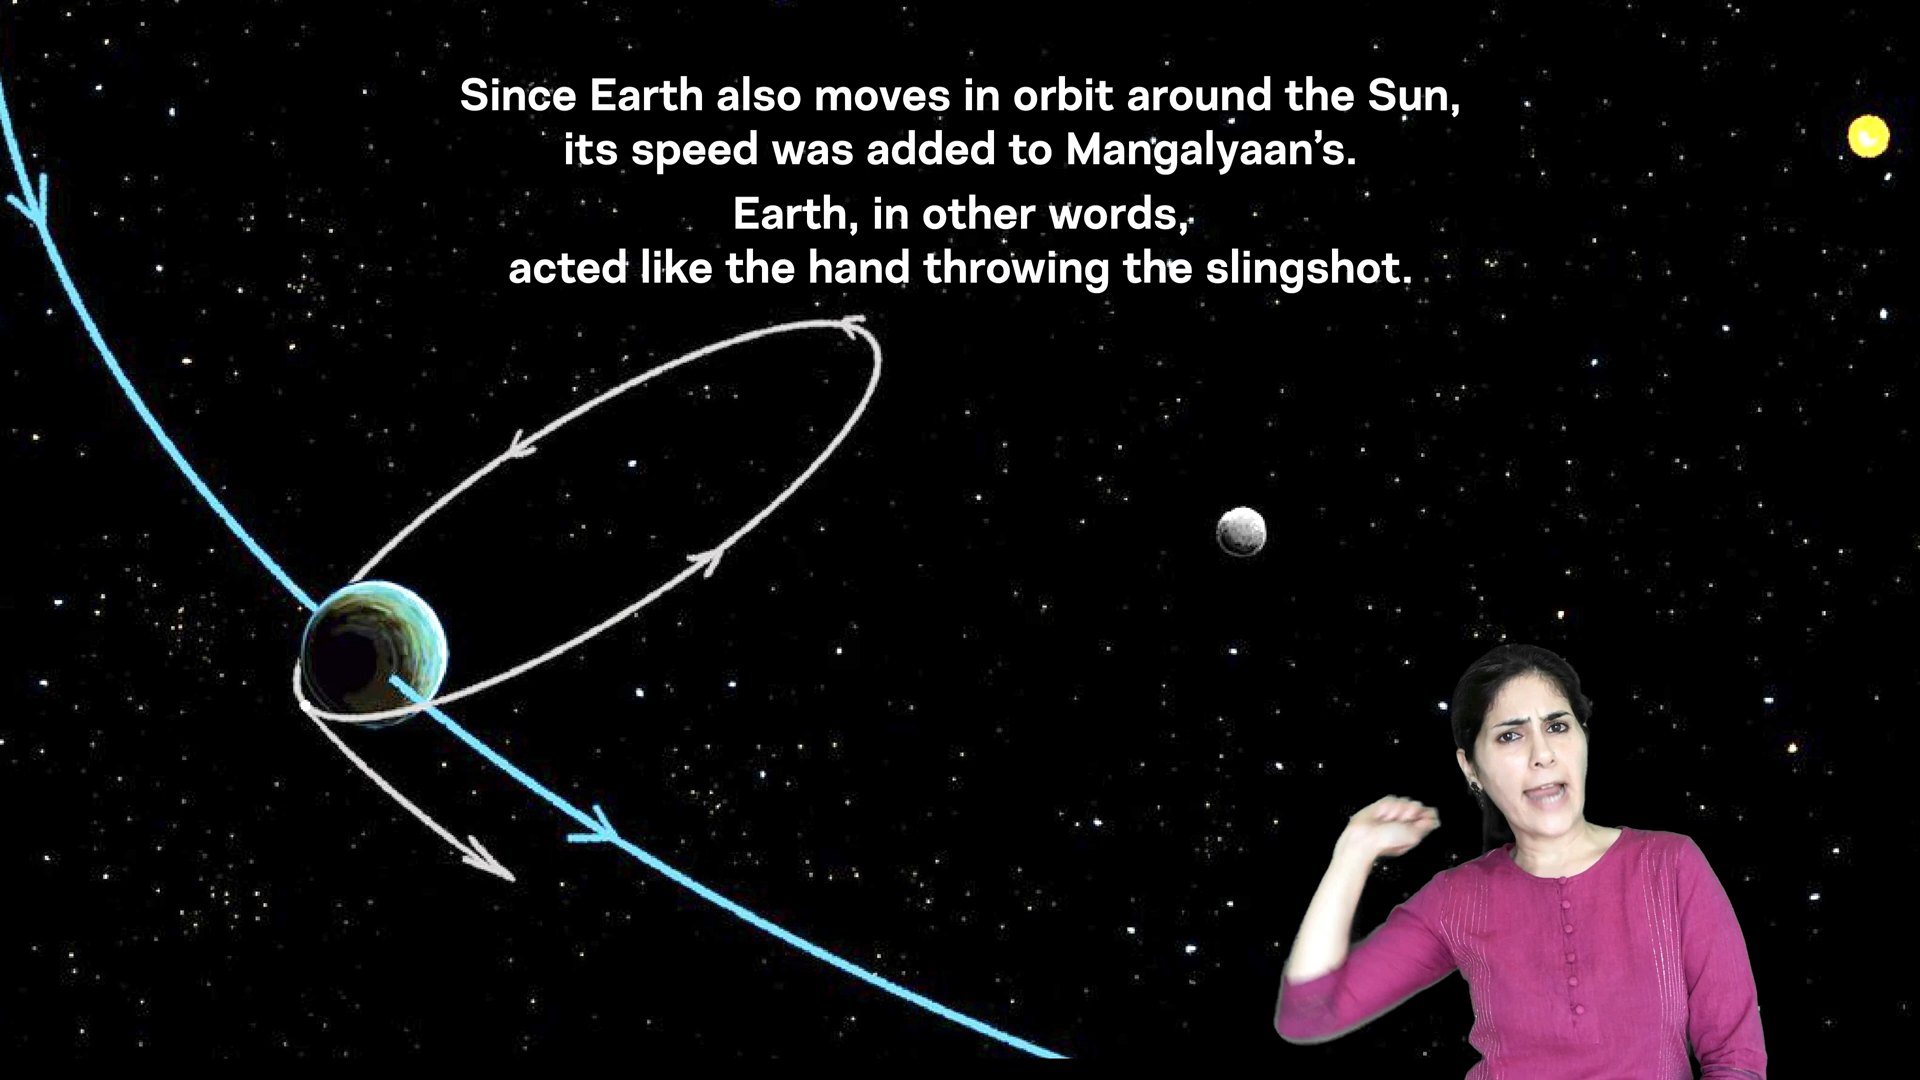 Since Earth also moves in orbit around the Sun,
its speed was added to Mangalyaan’s.
Earth, in other words,
acted like the hand throwing the slingshot.